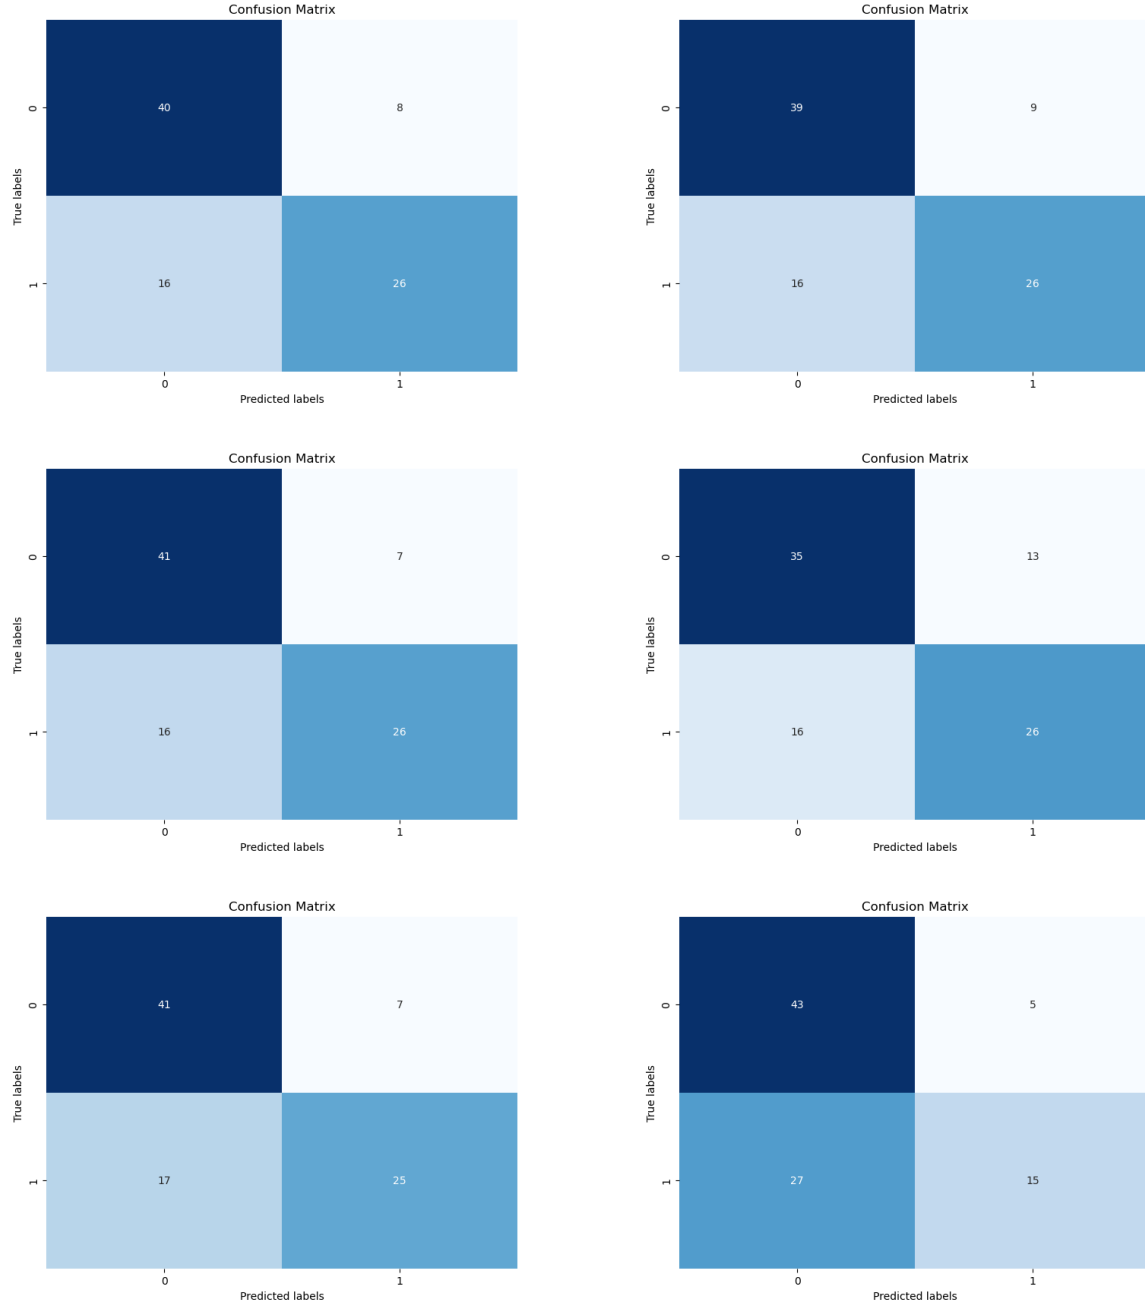 Confusion Matrix
0
40
8
True labels
1
16
26
0
1
Predicted labels
Confusion Matrix
0
39
9
True labels
1
16
26
0
1
Predicted labels
Confusion Matrix
0
41
7
True labels
1
16
26
0
1
Predicted labels
Confusion Matrix
0
35
13
True labels
1
16
26
0
1
Predicted labels
Confusion Matrix
0
41
7
True labels
1
17
25
0
1
Predicted labels
Confusion Matrix
0
43
5
True labels
1
27
15
0
1
Predicted labels